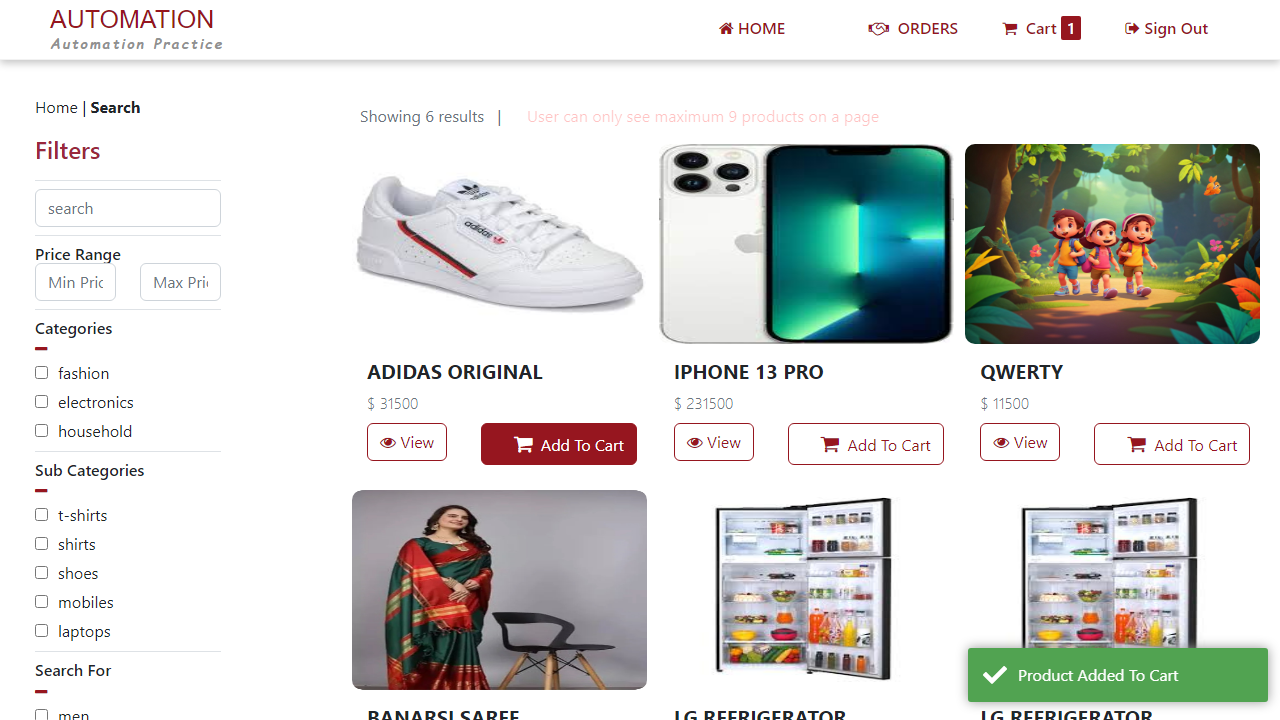 AUTOMATION
Automation Practice
HOME
ORDERS
Cart 1
Sign Out
Home | Search
Filters
search
Price Range
Min Pric
Max Pric
Categories
fashion
electronics
household
Sub Categories
t-shirts
shirts
shoes
mobiles
laptops
Search For
men
Showing 6 results |
User can only see maximum 9 products on a page
adidas
ADIDAS ORIGINAL
$ 31500
View
Add To Cart
IPHONE 13 PRO
$ 231500
View
Add To Cart
QWERTY
$ 11500
View
Add To Cart
BANARSI SAREE
LG REFRIGERATOR
LG REFRIGERATOR
Product Added To Cart